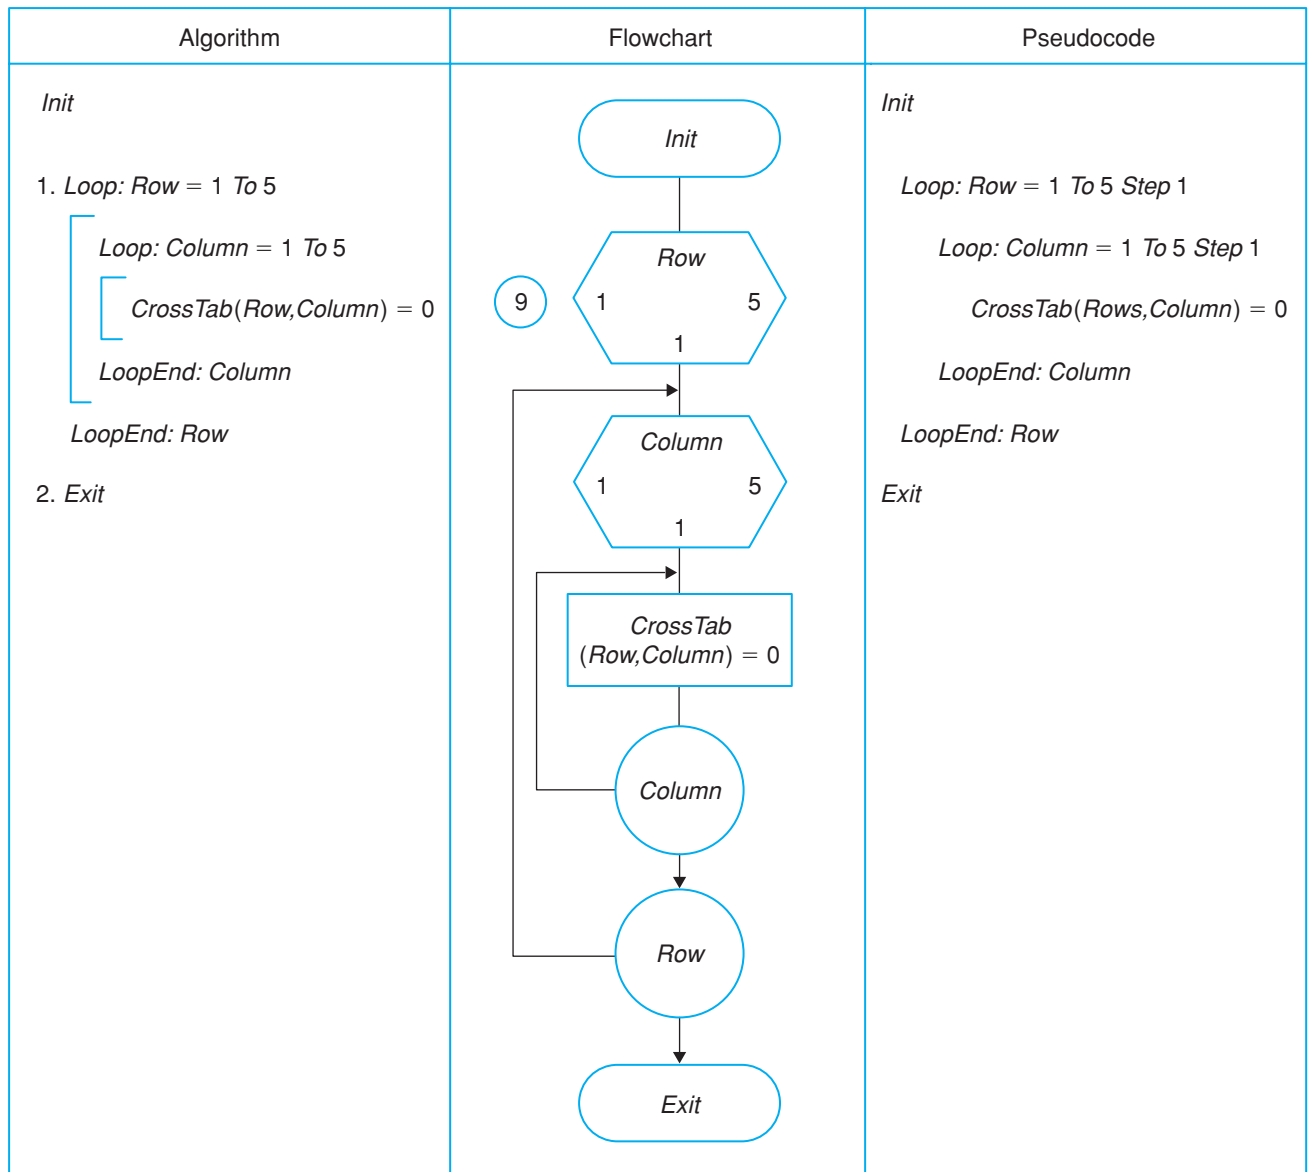 Algorithm
Init
1. Loop: Row = 1 To 5
Loop: Column = 1 To 5
CrossTab(Row,Column) = 0
LoopEnd: Column
LoopEnd: Row
2. Exit
Flowchart
Init
9
Row
1 5
1
Column
1 5
1
CrossTab
(Row,Column) = 0
Column
Row
Exit
Pseudocode
Init
Loop: Row = 1 To 5 Step 1
Loop: Column = 1 To 5 Step 1
CrossTab(Rows,Column) = 0
LoopEnd: Column
LoopEnd: Row
Exit